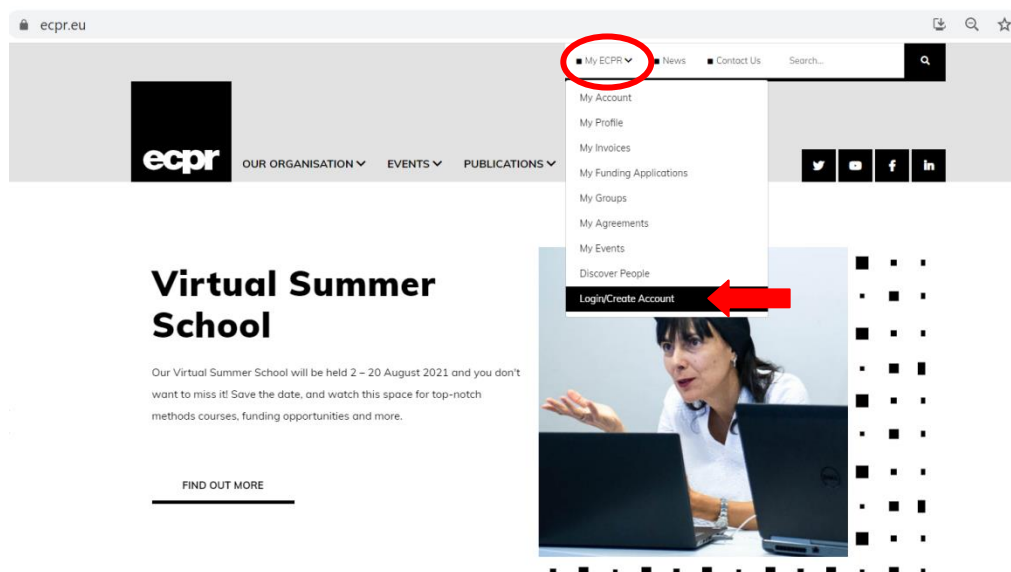 ecpr.eu
My ECPR News Contact Us Search...
My Account
My Profile
My Invoices
My Funding Applications
My Groups
My Agreements
My Events
Discover People
Login/Create Account
ecpr OUR ORGANISATION EVENTS PUBLICATIONS
Virtual Summer
School
Our Virtual Summer School will be held 2 – 20 August 2021 and you don't
want to miss it! Save the date, and watch this space for top-notch
methods courses, funding opportunities and more.
FIND OUT MORE